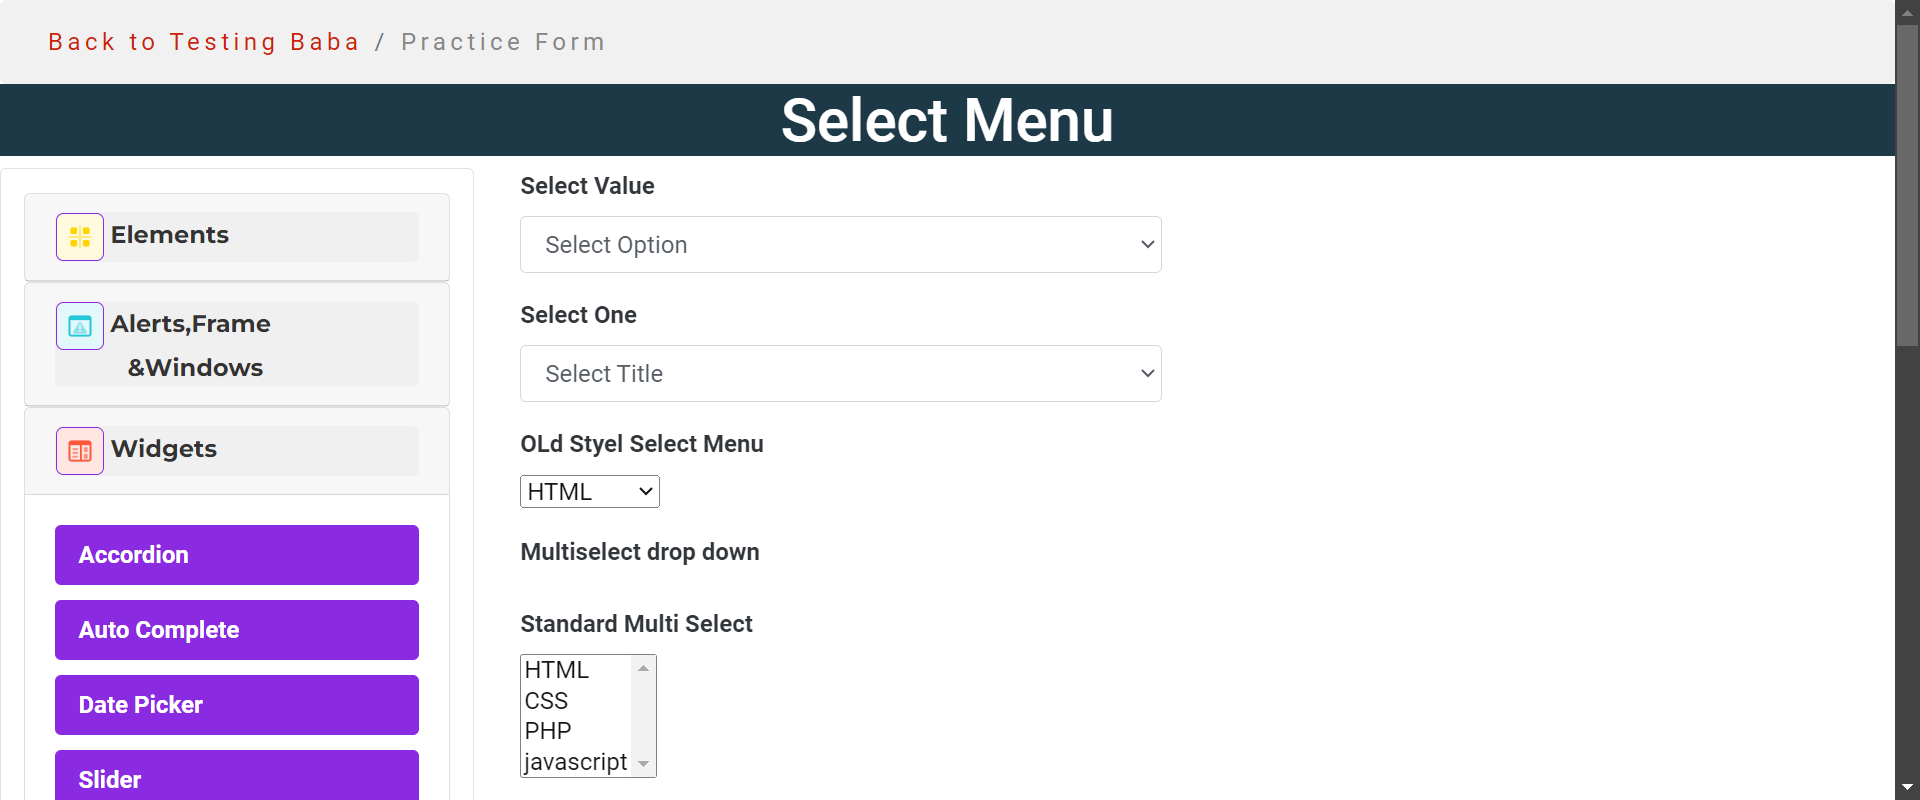 Back to Testing Baba / Practice Form
Select Menu
Elements
Alerts,Frame
&Windows
Widgets
Accordion
Auto Complete
Date Picker
Slider
Select Value
Select Option
Select One
Select Title
OLd Styel Select Menu
HTML
Multiselect drop down
Standard Multi Select
HTML
CSS
PHP
javascript